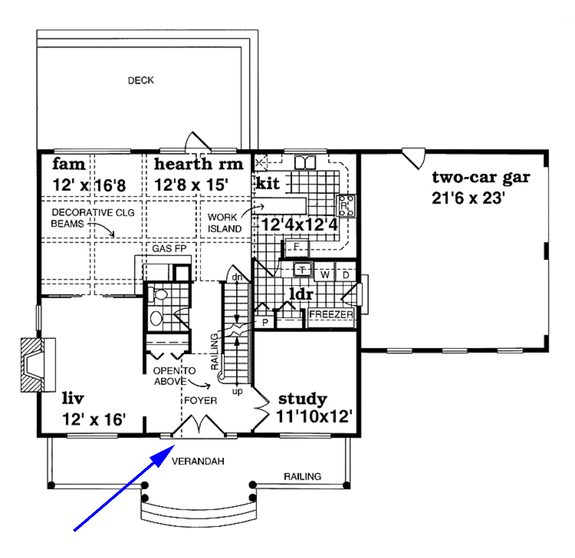 DECK
fam
12' x 16'8
hearth rm
12'8 x 15'
kit
12'4x12'4
R
two-car gar
21'6 x 23'
DECORATIVE CLG
BEAMS
WORK
ISLAND
GAS FP
F
dn
T
W
D
ldr
P
FREEZER
RAILING
OPEN TO
ABOVE
up
FOYER
liv
12' x 16'
study
11'10x12'
VERANDAH
RAILING